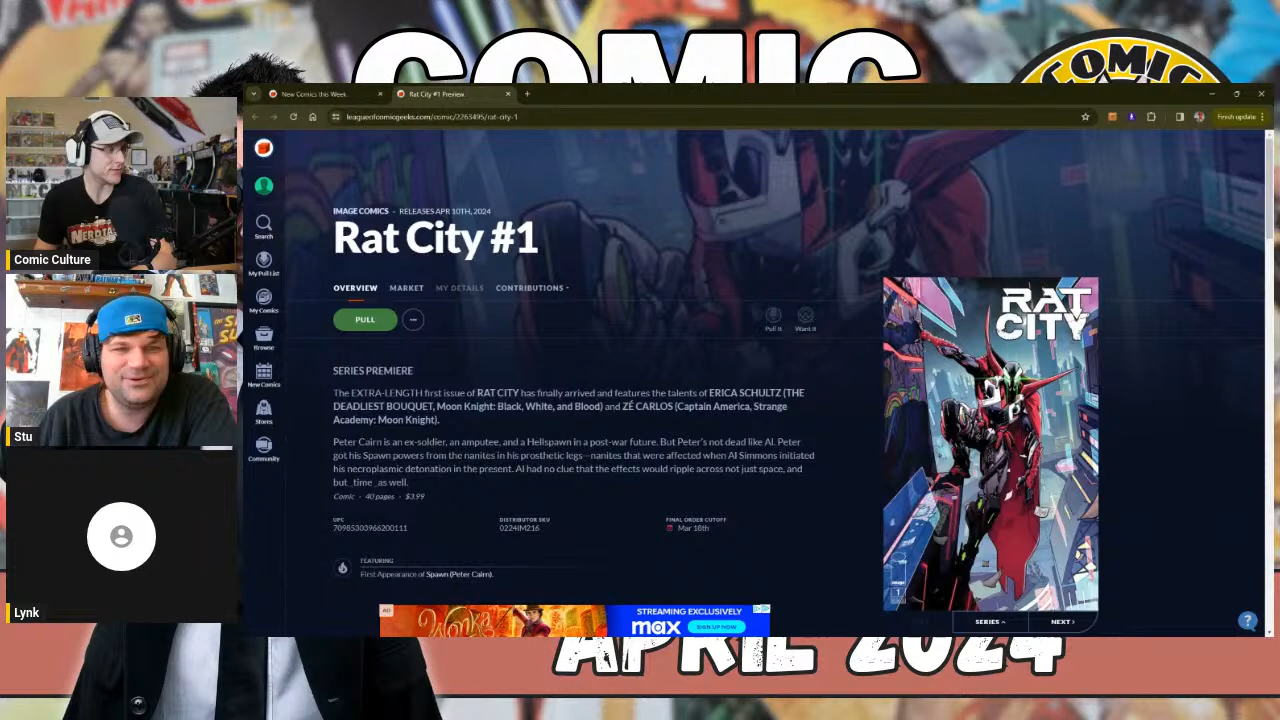 COMIC
COMIC
New Comics this Week
Rat City #1 Preview
leagueofcomicgeeks.com/comic/2263495/rat-city-1
Finish update
Comic Culture
Stu
Lynk
Search
My Pull List
My Comics
Browse
New Comics
Stores
Community
IMAGE COMICS - RELEASES APR 10TH, 2024
Rat City #1
OVERVIEW MARKET MY DETAILS CONTRIBUTIONS
PULL
Pull It Want It
SERIES PREMIERE
The EXTRA-LENGTH first issue of RAT CITY has finally arrived and features the talents of ERICA SCHULTZ (THE
DEADLIEST BOUQUET, Moon Knight: Black, White, and Blood) and ZÉ CARLOS (Captain America, Strange
Academy: Moon Knight).
Peter Cairn is an ex-soldier, an amputee, and a Hellspawn in a post-war future. But Peter's not dead like Al. Peter
got his Spawn powers from the nanites in his prosthetic legs—nanites that were affected when Al Simmons initiated
his necroplasmic detonation in the present. Al had no clue that the effects would ripple across not just space, and
but _time_as well.
Comic · 40 pages · $3.99
UPC
70985303966200111
DISTRIBUTOR SKU
0224IM216
FINAL ORDER CUTOFF
Mar 18th
FEATURING
First Appearance of Spawn (Peter Cairn).
RAT
CITY
SERIES
NEXT
AD
Wonka
STREAMING EXCLUSIVELY
max
SIGN UP NOW
APRIL 2024